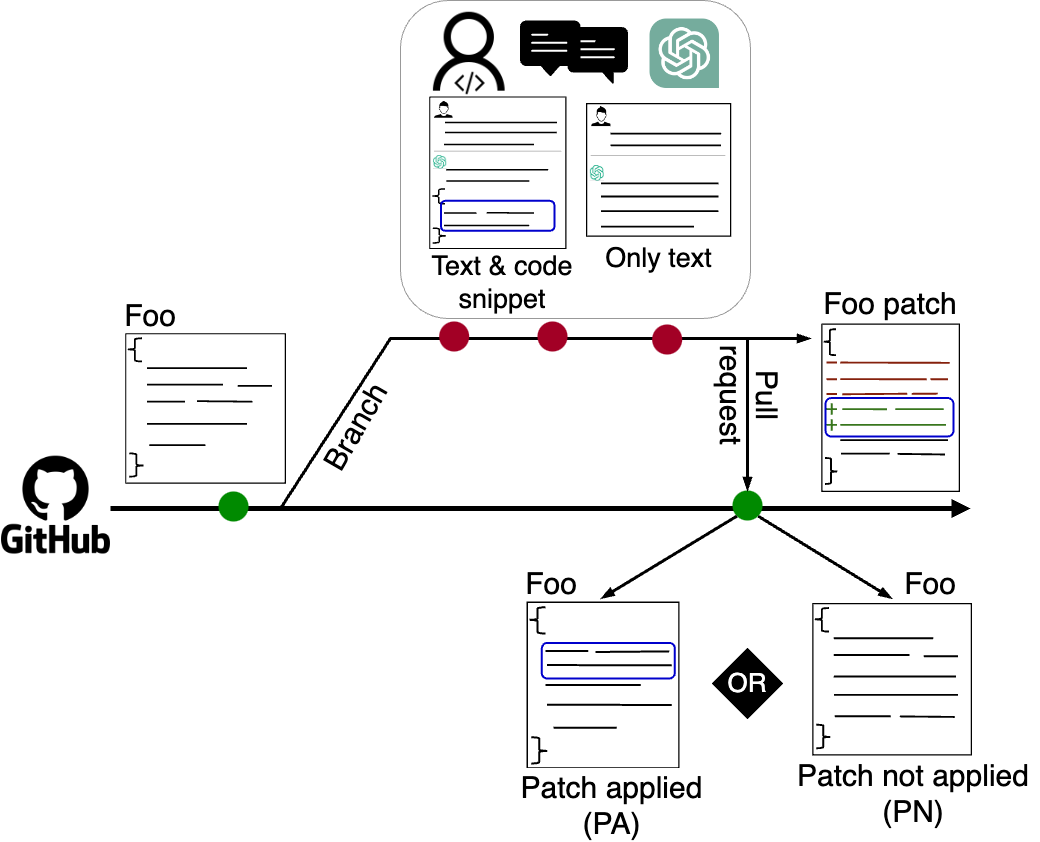 </>
Text & code
snippet
Only text
Foo
Foo patch
{
}
{
}
{
-
-
-
+
+
}
Branch
Pull
request
GitHub
Foo
Foo
{
}
OR
{
}
Patch applied
(PA)
Patch not applied
(PN)